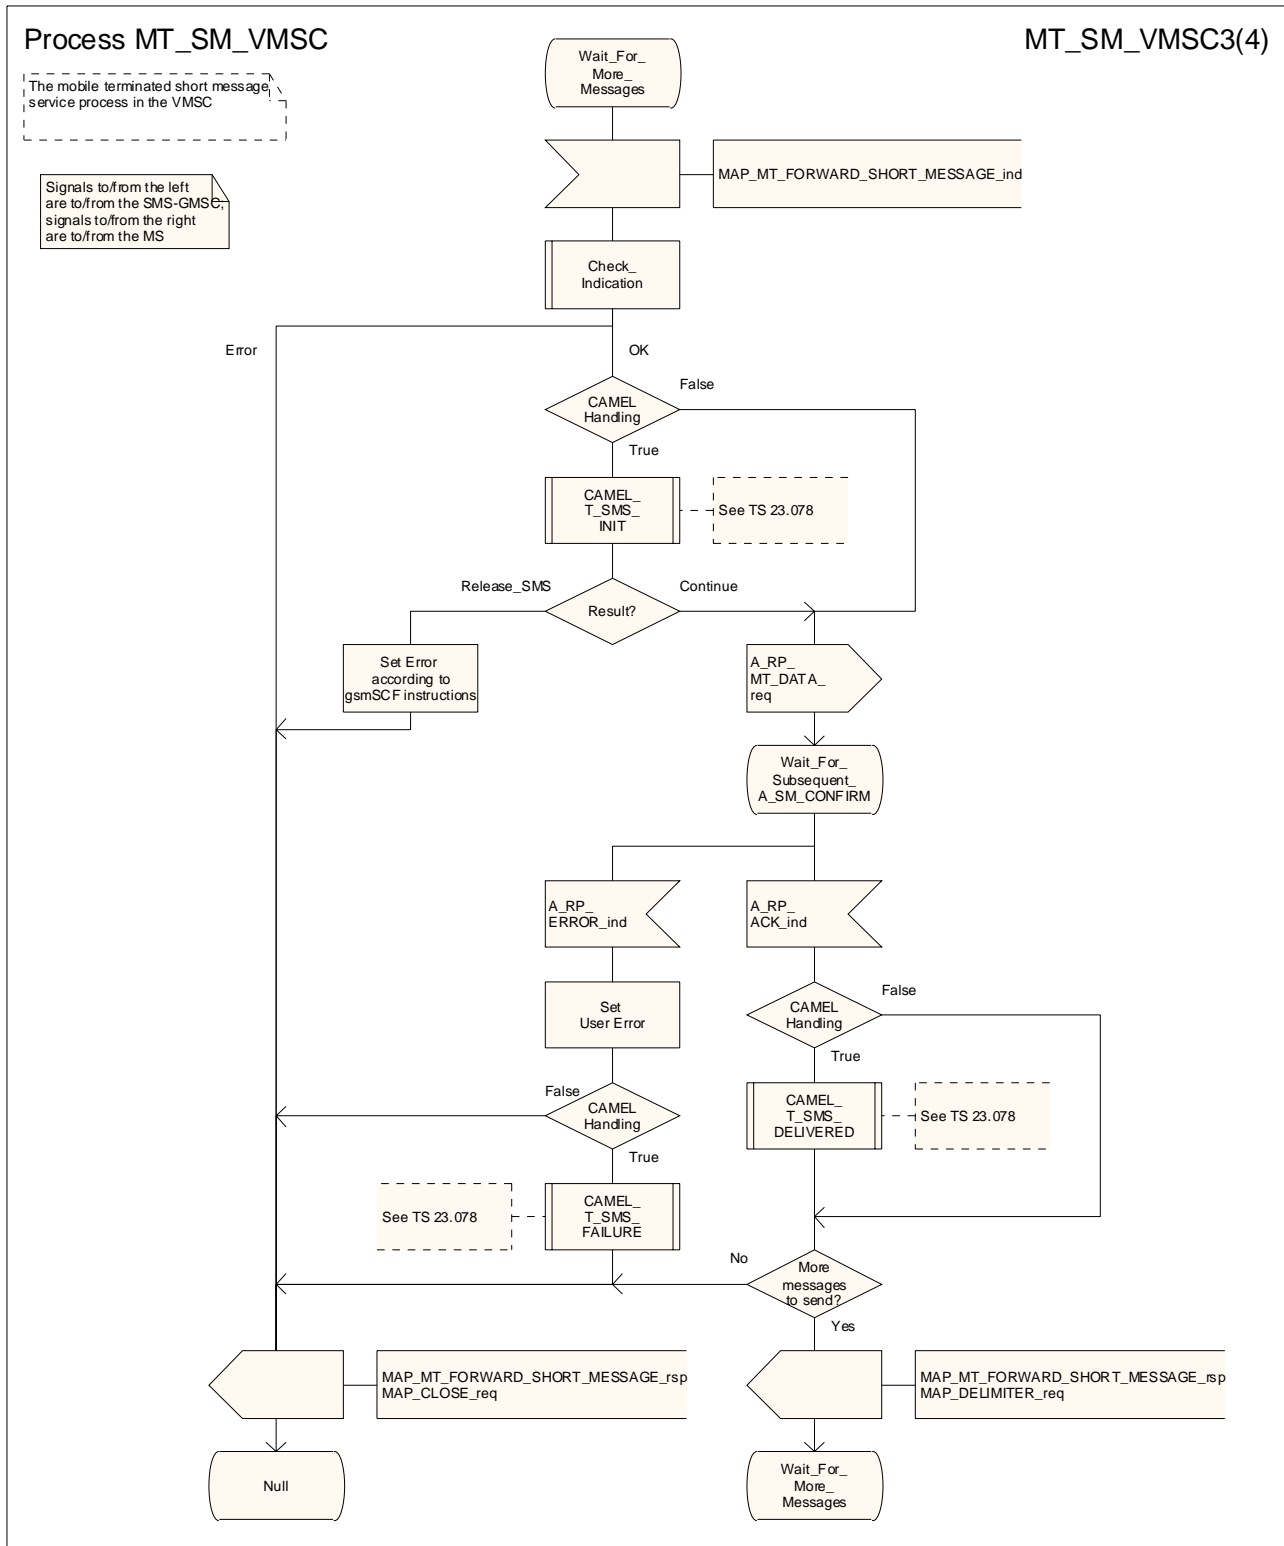 Process MT_SM_VMSC
MT_SM_VMSC3(4)
The mobile terminated short message
service process in the VMSC
Signals to/from the left
are to/from the SMS-GMSC;
signals to/from the right
are to/from the MS
Wait_For_
More_
Messages
MAP_MT_FORWARD_SHORT_MESSAGE_ind
Check_
Indication
Error
OK
CAMEL
Handling
False
True
CAMEL_
T_SMS_
INIT
See TS 23.078
Release_SMS
Result?
Continue
Set Error
according to
gsmSCF instructions
A_RP_
MT_DATA_
req
Wait_For_
Subsequent_
A_SM_CONFIRM
A_RP_
ERROR_ind
A_RP_
ACK_ind
Set
User Error
CAMEL
Handling
False
True
False
CAMEL
Handling
True
CAMEL_
T_SMS_
DELIVERED
See TS 23.078
See TS 23.078
CAMEL_
T_SMS_
FAILURE
No
More
messages
to send?
Yes
MAP_MT_FORWARD_SHORT_MESSAGE_rsp
MAP_CLOSE_req
MAP_MT_FORWARD_SHORT_MESSAGE_rsp
MAP_DELIMITER_req
Null
Wait_For_
More_
Messages